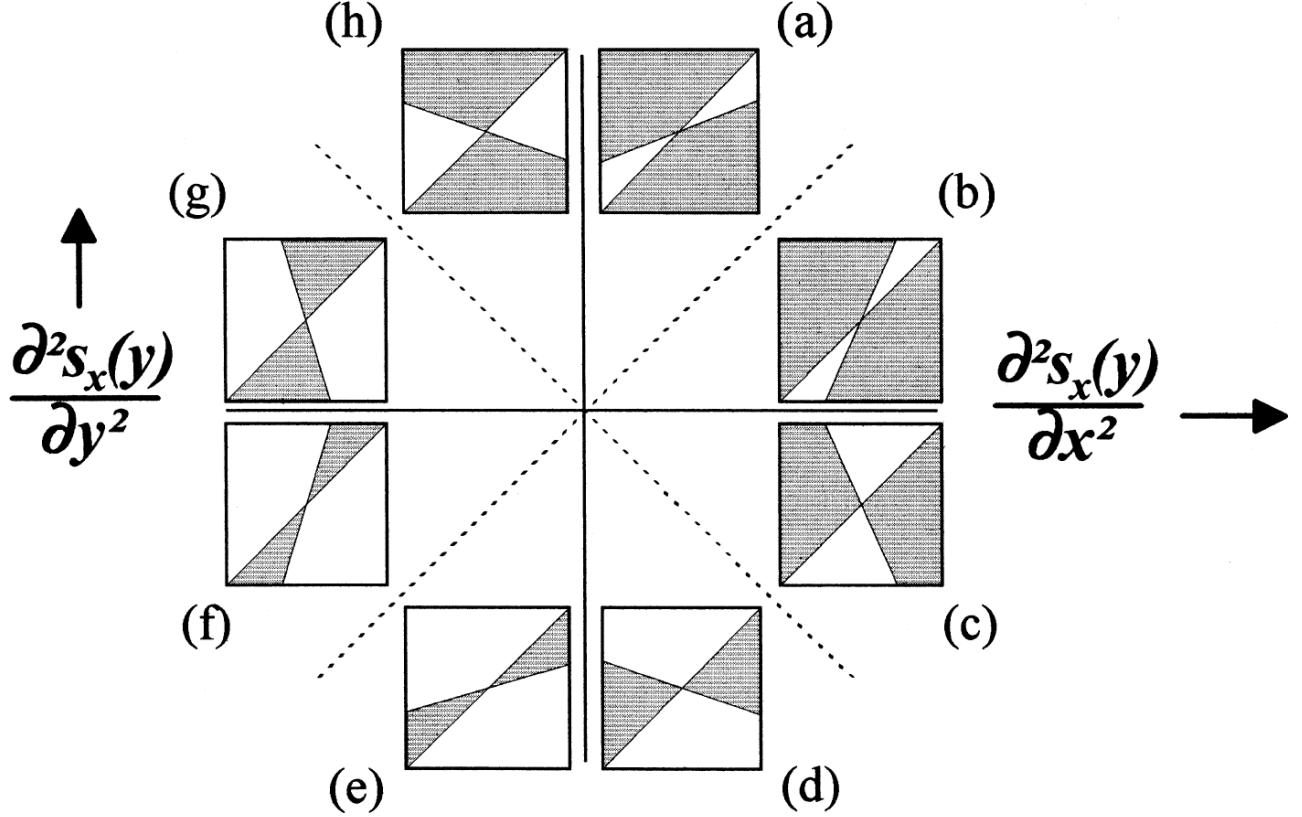 (h) (a)
(g) (b)
∂²sₓ(y)
∂y²
∂²sₓ(y)
∂x²
(f) (c)
(e) (d)